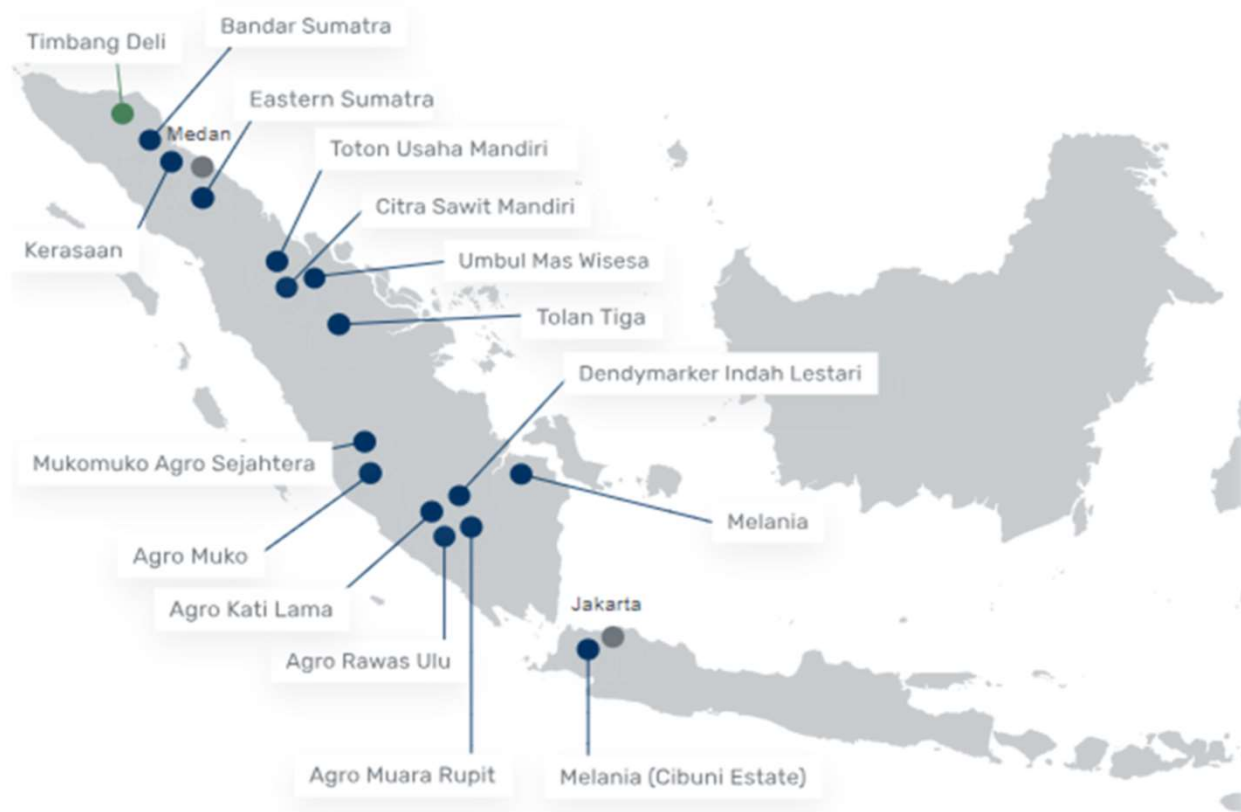 Bandar Sumatra
Timbang Deli
Eastern Sumatra
Medan
Toton Usaha Mandiri
Citra Sawit Mandiri
Kerasaan
Umbul Mas Wisesa
Tolan Tiga
Dendymarker Indah Lestari
Mukomuko Agro Sejahtera
Melania
Agro Muko
Agro Kati Lama
Jakarta
Agro Rawas Ulu
Agro Muara Rupit
Melania (Cibuni Estate)